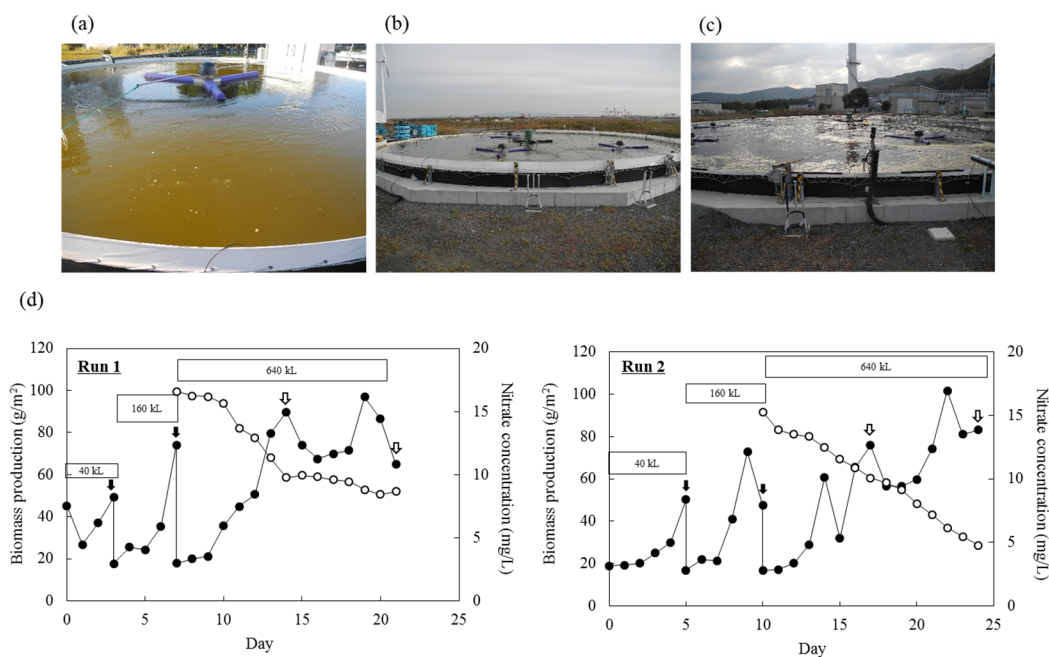 (a)
(b)
(c)
(d)
Run 1
640 kL
160 kL
40 kL
Biomass production (g/m²)
120
100
80
60
40
20
0
0
5
10
15
20
25
Day
20
15
10
5
0
Nitrate concentration (mg/L)
Run 2
640 kL
160 kL
40 kL
Biomass production (g/m²)
120
100
80
60
40
20
0
0
5
10
15
20
25
Day
20
15
10
5
0
Nitrate concentration (mg/L)